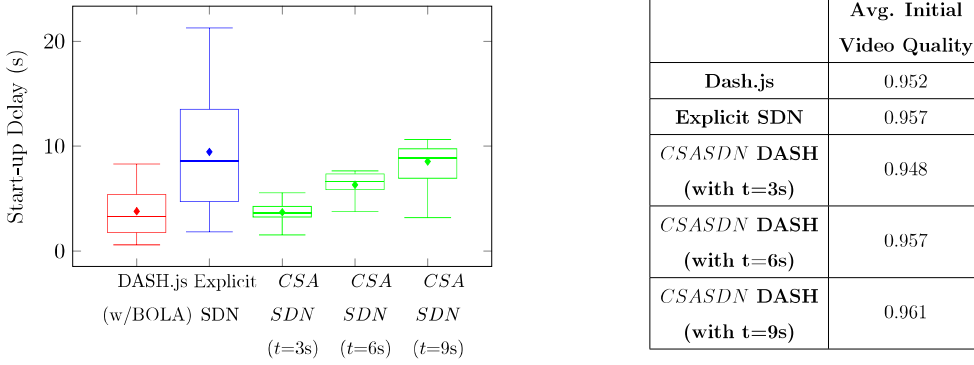 Start-up Delay (s)
20
10
0
DASH.js Explicit CSA CSA CSA
(w/BOLA) SDN SDN SDN SDN
(t=3s) (t=6s) (t=9s)
Avg. Initial
Video Quality
Dash.js 0.952
Explicit SDN 0.957
CSASDN DASH
(with t=3s) 0.948
CSASDN DASH
(with t=6s) 0.957
CSASDN DASH
(with t=9s) 0.961